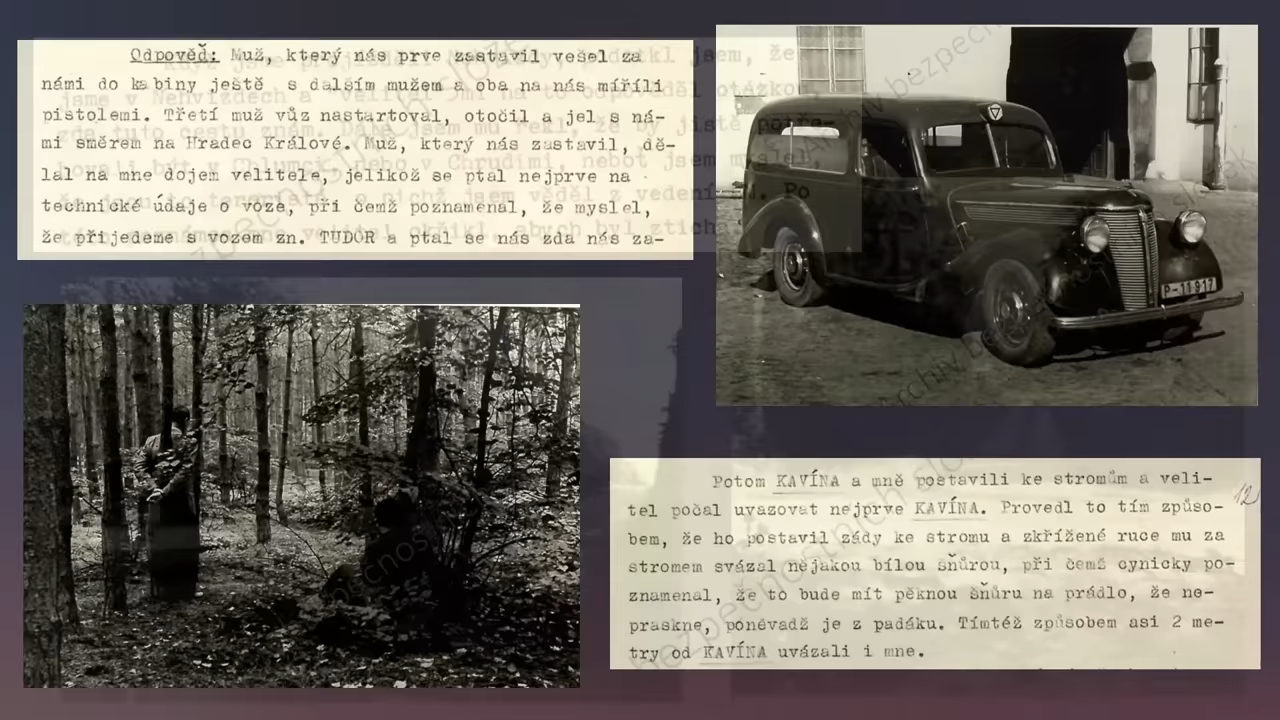 Odpověď: Muž, který nás prve zastavil vešel za
námi do kabiny ještě s dalším mužem a oba na nás mířili
pistolemi. Třetí muž vůz nastartoval, otočil a jel s ná-
mi směrem na Hradec Králové. Muž, který nás zastavil, dě-
lal na mne dojem velitele, jelikož se ptal nejprve na
technické údaje o voze, při čemž poznamenal, že myslel,
že přijedeme s vozem zn. TUDOR a ptal se nás zda nás za-
P-11917
Potom KAVÍNA a mně postavili ke stromům a veli-
tel počal uvazovat nejprve KAVÍNA. Provedl to tím způso-
bem, že ho postavil zády ke stromu a zkřížené ruce mu za
stromem svázal nějakou bílou šňůrou, při čemž cynicky po-
znamenal, že to bude mít pěknou šňůru na prádlo, že ne-
praskne, poněvadž je z padáku. Tímtéž způsobem asi 2 me-
try od KAVÍNA uvázali i mne.
12